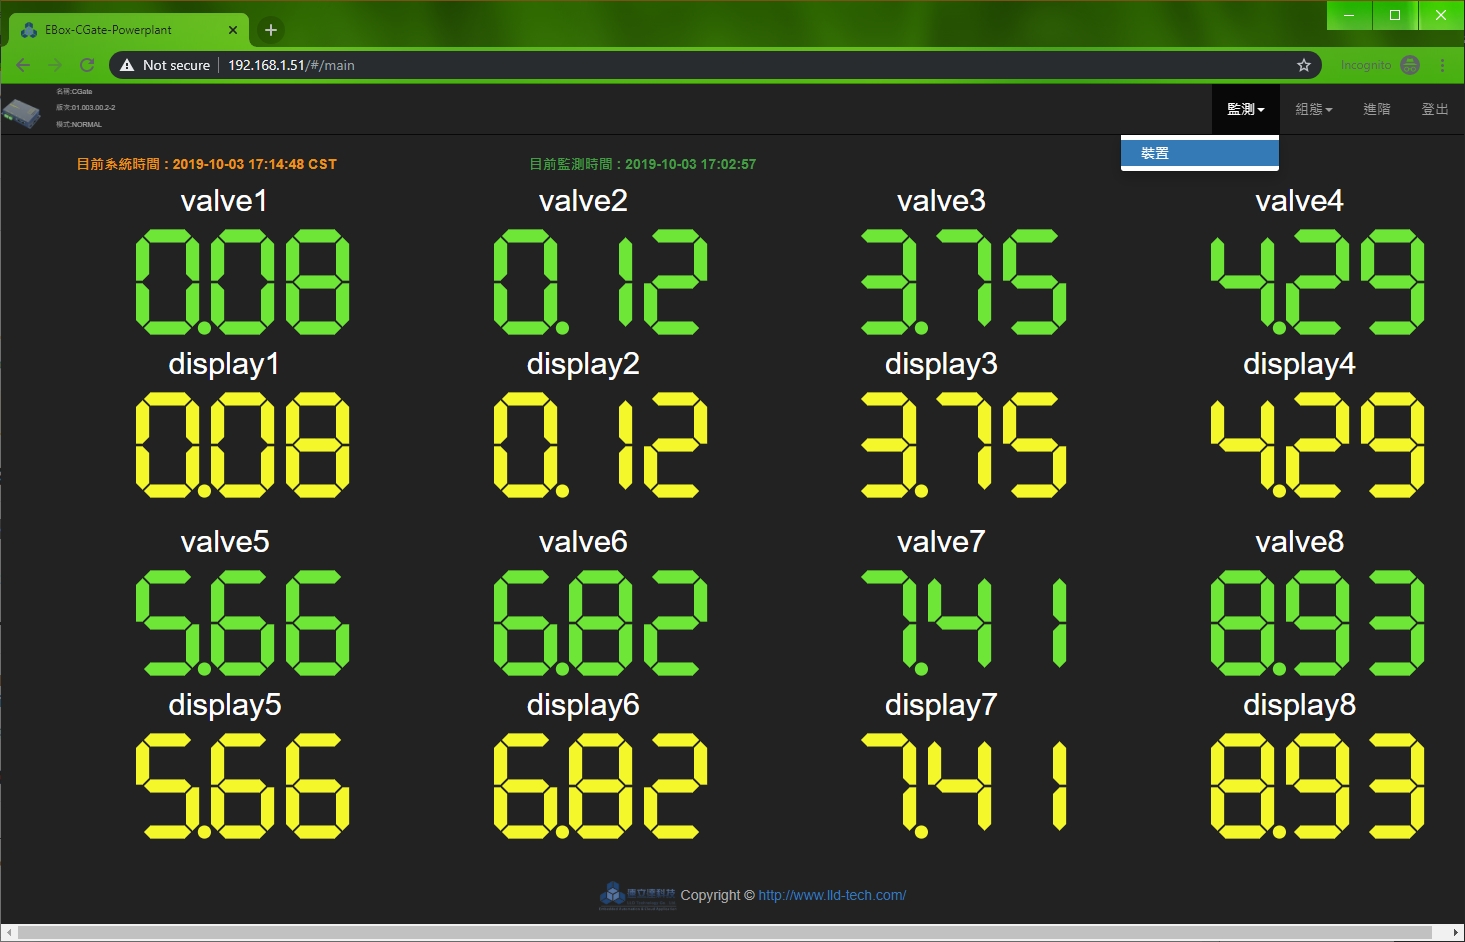 EBox-CGate-Powerplant
Not secure 192.168.1.51/#/main
Incognito
名稱:CGate
版次:01.003.00.2-2
模式:NORMAL
監測 組態 進階 登出
裝置
目前系統時間 : 2019-10-03 17:14:48 CST
目前監測時間 : 2019-10-03 17:02:57
valve1 valve2 valve3 valve4
0.08 0.12 3.75 4.29
display1 display2 display3 display4
0.08 0.12 3.75 4.29
valve5 valve6 valve7 valve8
5.66 6.82 7.41 8.93
display5 display6 display7 display8
5.66 6.82 7.41 8.93
Copyright © http://www.lld-tech.com/